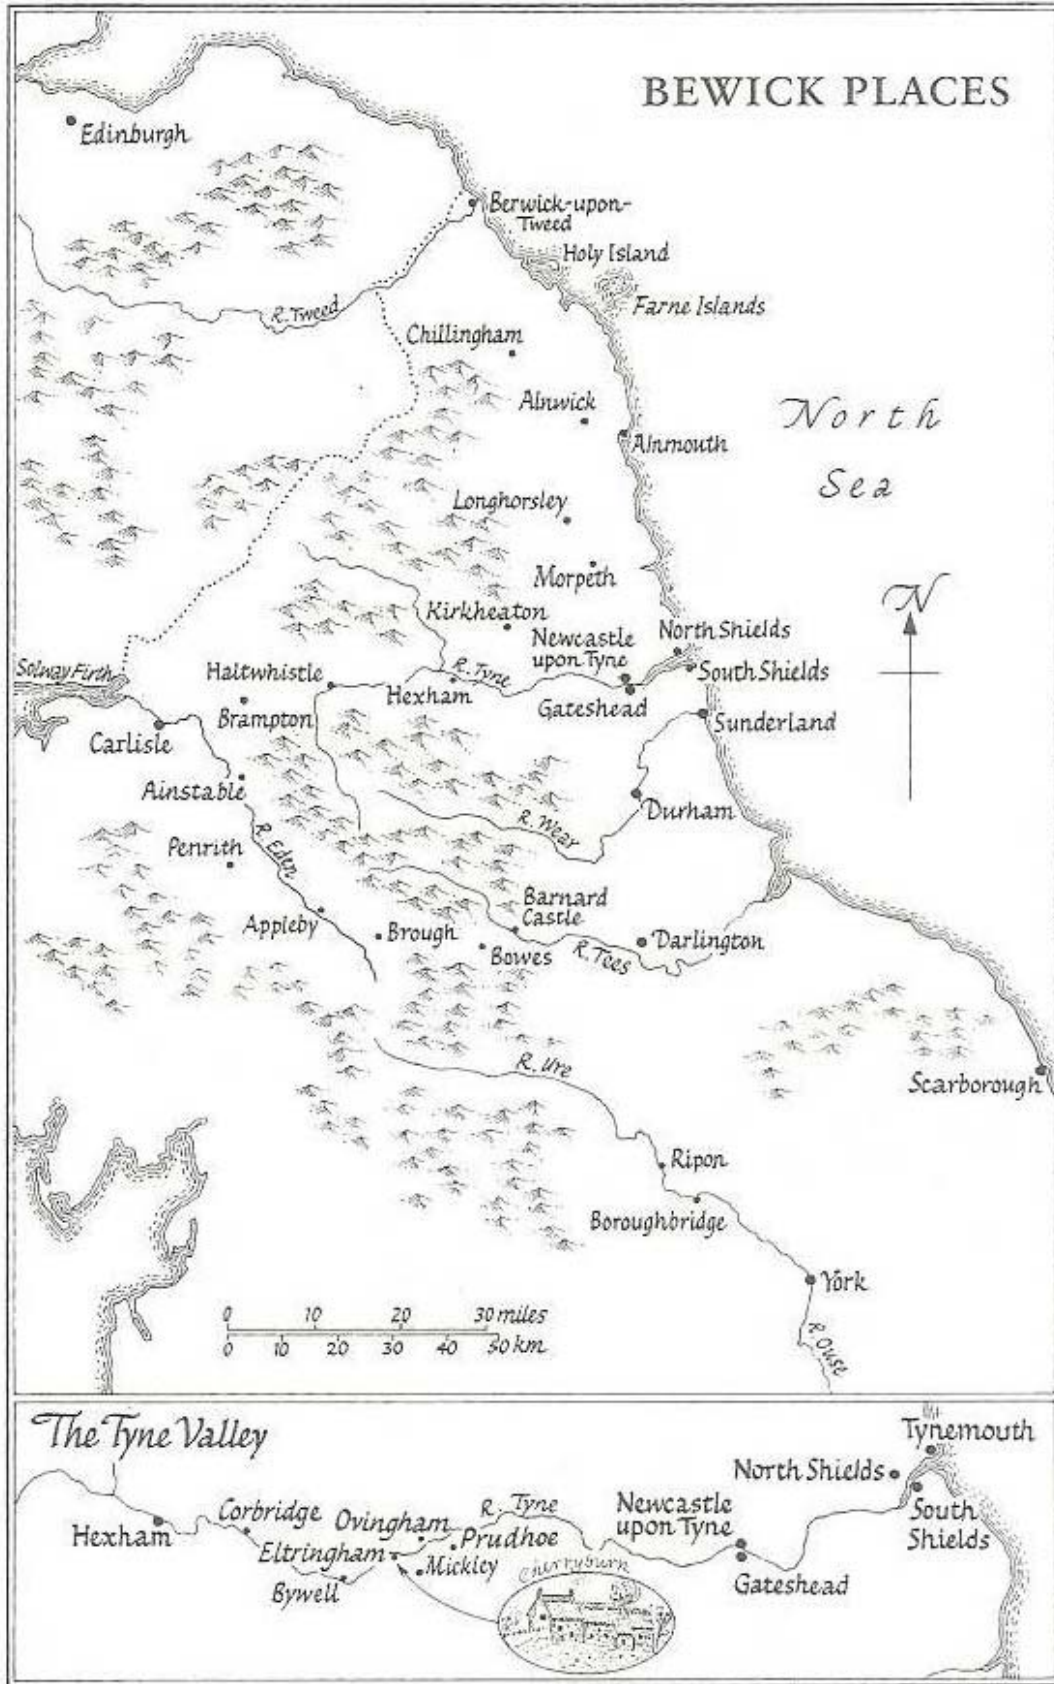 BEWICK PLACES
Edinburgh
Berwick-upon-
Tweed
Holy Island
Farne Islands
R. Tweed
Chillingham
Alnwick
North
Sea
Alnmouth
Longhorsley
Morpeth
N
Kirkheaton
Newcastle
upon Tyne
North Shields
South Shields
Solway Firth
Haltwhistle
R. Tyne
Hexham
Gateshead
Brampton
Sunderland
Carlisle
Ainstable
R. Wear
Durham
Penrith
R. Eden
Barnard
Castle
Appleby
Brough
Bowes
R. Tees
Darlington
R. Ure
Scarborough
Ripon
Boroughbridge
York
R. Ouse
0 10 20 30 miles
0 10 20 30 40 50 km
The Tyne Valley
Tynemouth
North Shields
South
Shields
Newcastle
upon Tyne
Gateshead
R. Tyne
Hexham
Corbridge
Ovingham
Prudhoe
Eltringham
Mickley
Bywell
Cherryburn